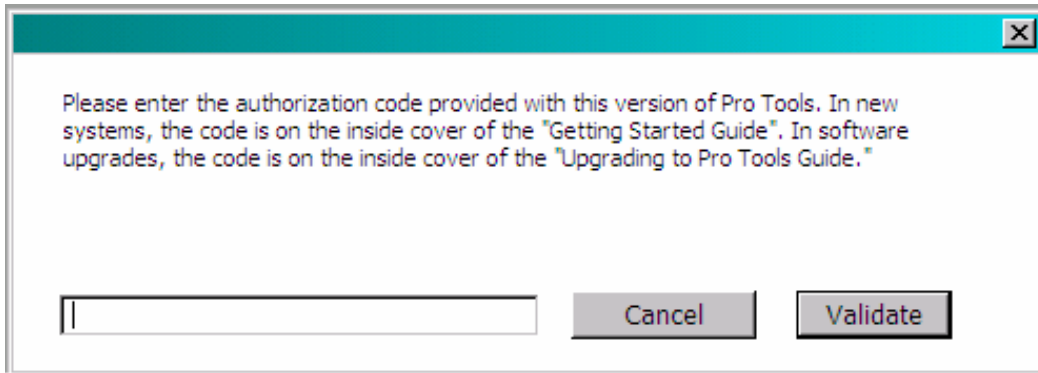 Please enter the authorization code provided with this version of Pro Tools. In new
systems, the code is on the inside cover of the "Getting Started Guide". In software
upgrades, the code is on the inside cover of the "Upgrading to Pro Tools Guide."
Cancel
Validate